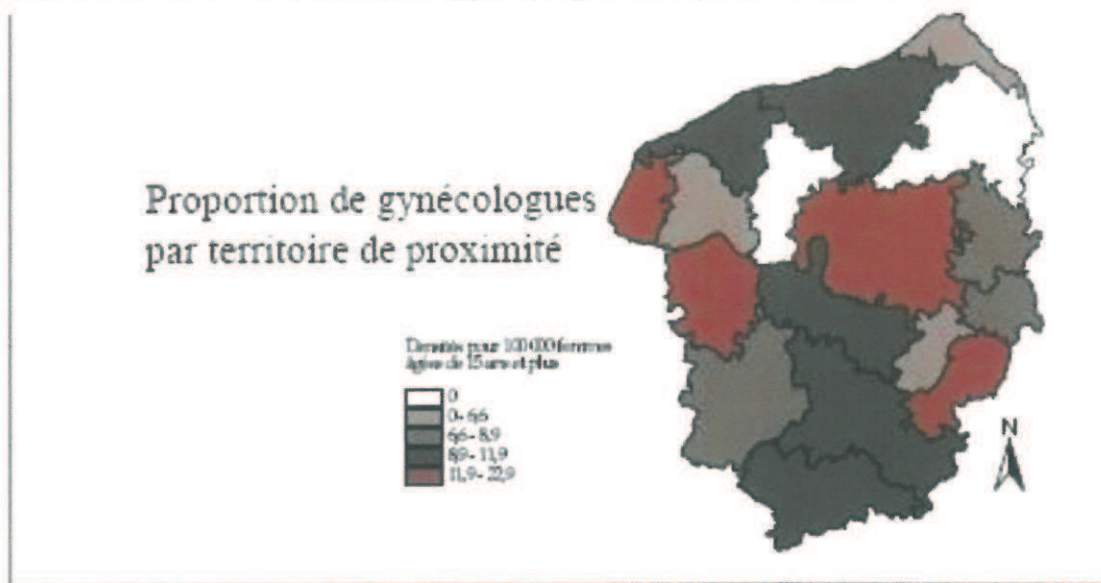 Proportion de gynécologues
par territoire de proximité
Densités pour 100 000 femmes
âgées de 15 ans et plus
0
0 - 6,6
6,6 - 8,9
8,9 - 11,9
11,9 - 22,9
N